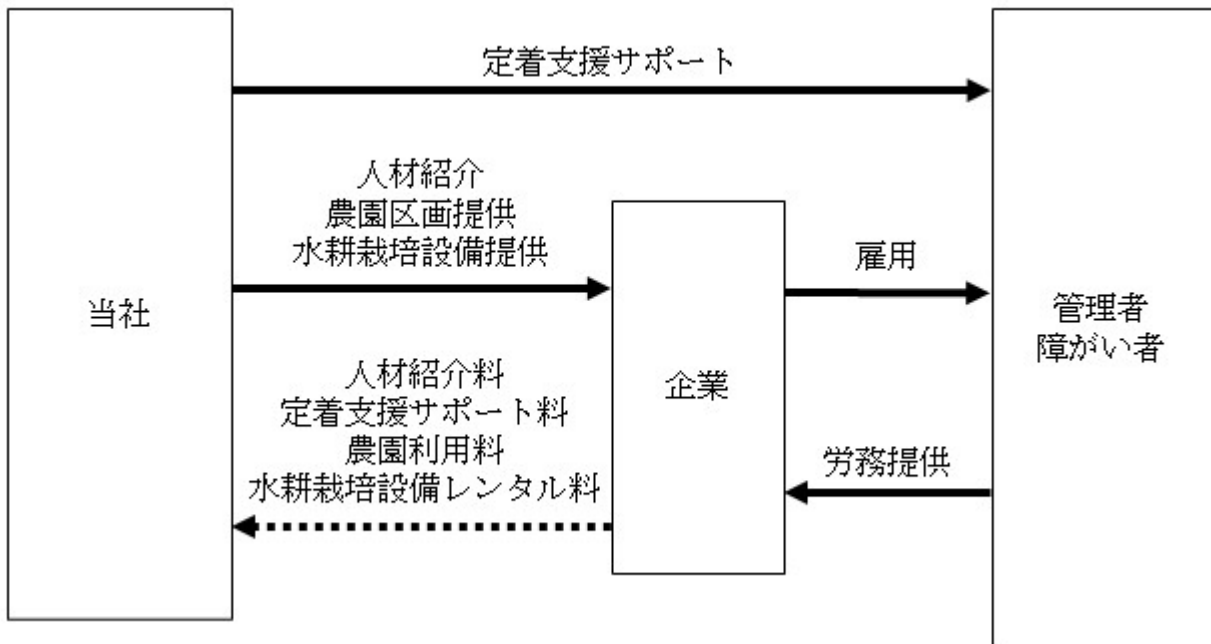 定着支援サポート
人材紹介
農園区画提供
水耕栽培設備提供
雇用
当社
管理者
障がい者
企業
人材紹介料
定着支援サポート料
農園利用料
水耕栽培設備レンタル料
労務提供